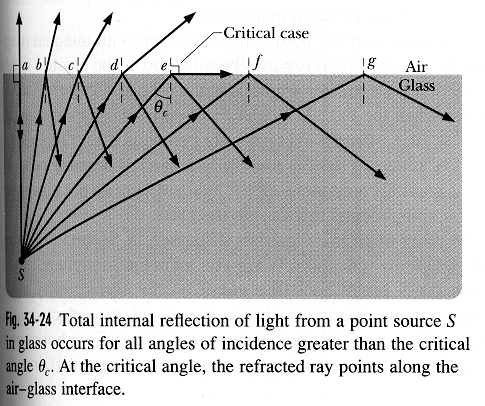 Critical case
a b c d e f g Air
Glass
θc
S
Fig. 34-24 Total internal reflection of light from a point source S
in glass occurs for all angles of incidence greater than the critical
angle θc. At the critical angle, the refracted ray points along the
air–glass interface.